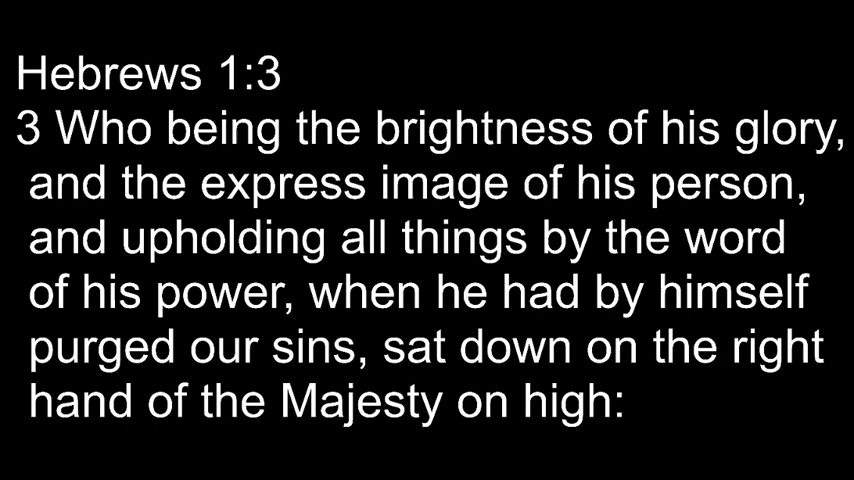 Hebrews 1:3
3 Who being the brightness of his glory,
and the express image of his person,
and upholding all things by the word
of his power, when he had by himself
purged our sins, sat down on the right
hand of the Majesty on high: